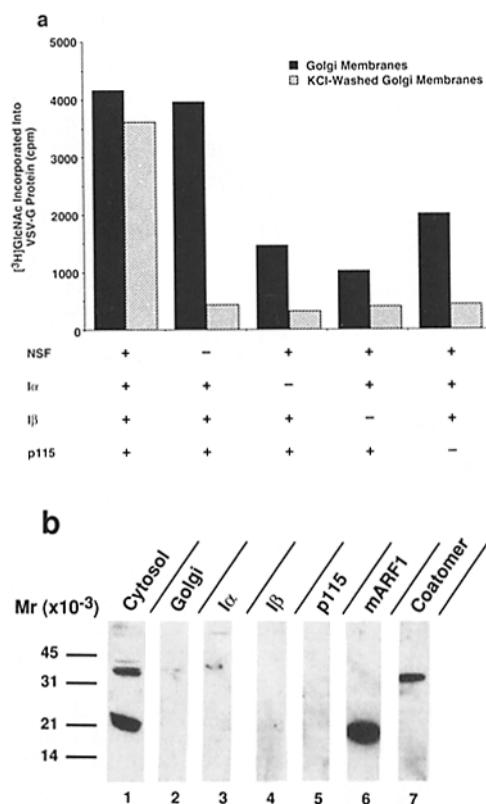 a
5000
4000
3000
2000
1000
0
[³H]GlcNAc Incorporated Into
VSV-G Protein (cpm)
Golgi Membranes
KCl-Washed Golgi Membranes
NSF + − + + +
Iα + + − + +
Iβ + + + − +
p115 + + + + −
b
Mr (x10⁻³)
Cytosol
Golgi
Iα
Iβ
p115
mARF1
Coatomer
45
31
21
14
1 2 3 4 5 6 7